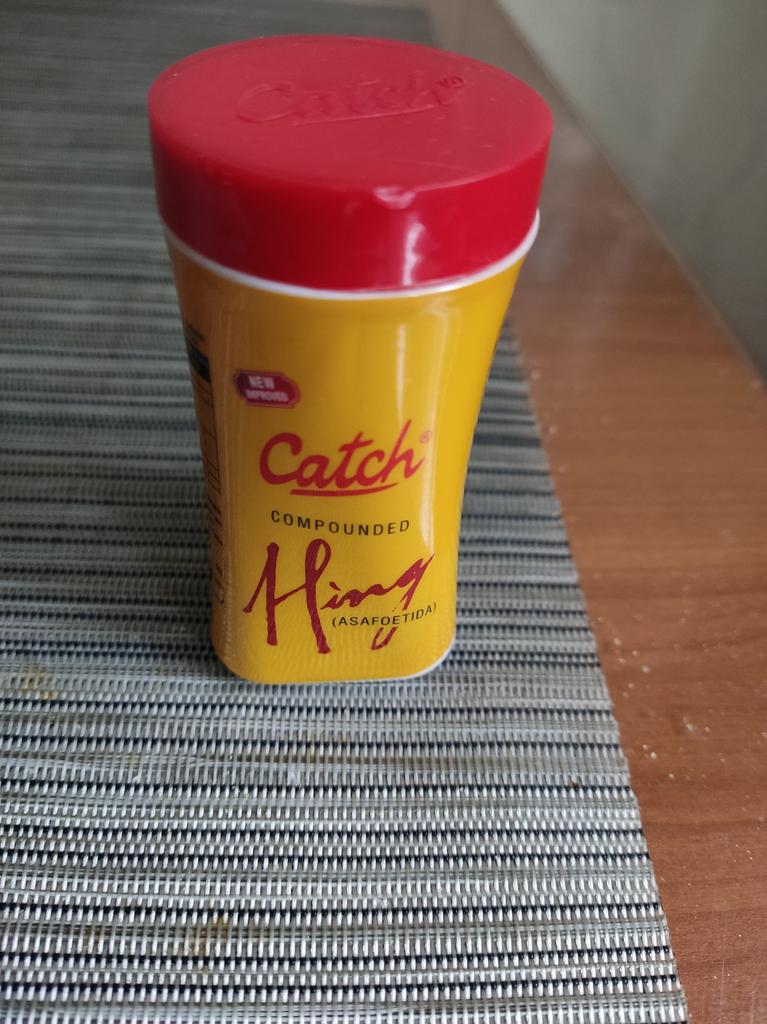 Catch
NEW
IMPROVED
Catch®
COMPOUNDED
Hing
(ASAFOETIDA)